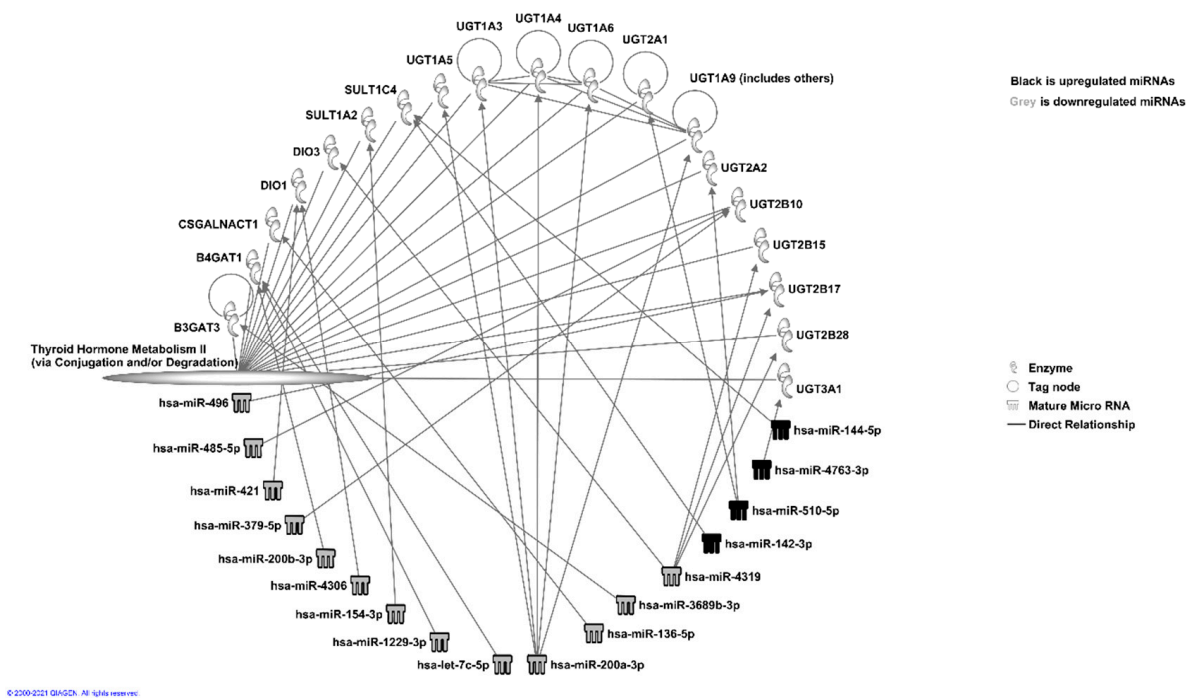 UGT1A4
UGT1A3
UGT1A6
UGT2A1
UGT1A5
UGT1A9 (includes others)
SULT1C4
SULT1A2
DIO3
UGT2A2
DIO1
UGT2B10
CSGALNACT1
UGT2B15
B4GAT1
UGT2B17
B3GAT3
UGT2B28
Thyroid Hormone Metabolism II
(via Conjugation and/or Degradation)
UGT3A1
hsa-miR-496
hsa-miR-144-5p
hsa-miR-485-5p
hsa-miR-4763-3p
hsa-miR-421
hsa-miR-510-5p
hsa-miR-379-5p
hsa-miR-142-3p
hsa-miR-200b-3p
hsa-miR-4319
hsa-miR-4306
hsa-miR-3689b-3p
hsa-miR-154-3p
hsa-miR-136-5p
hsa-miR-1229-3p
hsa-let-7c-5p
hsa-miR-200a-3p
Black is upregulated miRNAs
Grey is downregulated miRNAs
Enzyme
Tag node
Mature Micro RNA
Direct Relationship
© 2000-2021 QIAGEN. All rights reserved.